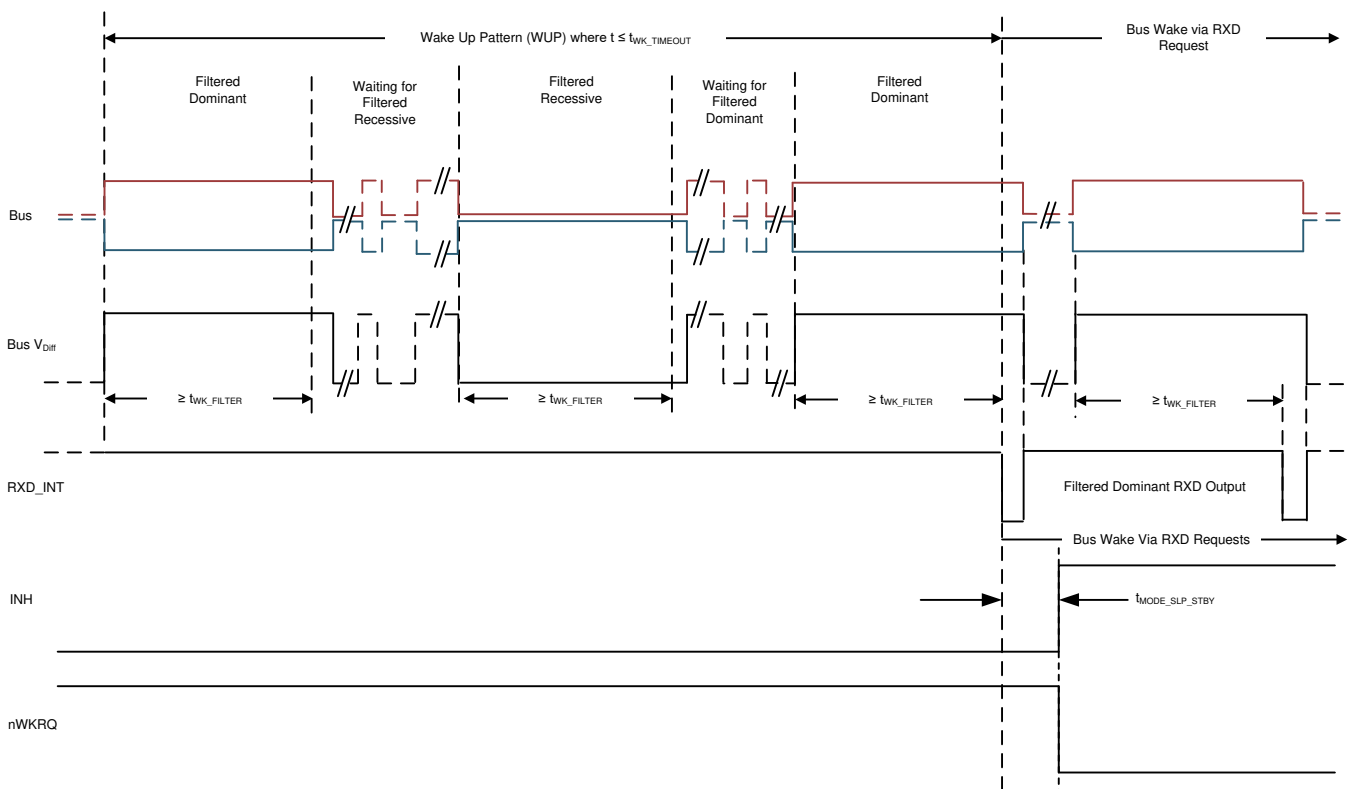 Wake Up Pattern (WUP) where t ≤ tWK_TIMEOUT
Bus Wake via RXD
Request
Filtered
Dominant
Waiting for
Filtered
Recessive
Filtered
Recessive
Waiting for
Filtered
Dominant
Filtered
Dominant
Bus
Bus VDiff
≥ tWK_FILTER
≥ tWK_FILTER
≥ tWK_FILTER
≥ tWK_FILTER
RXD_INT
Filtered Dominant RXD Output
Bus Wake Via RXD Requests
INH
tMODE_SLP_STBY
nWKRQ